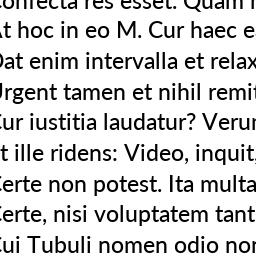 Confecta res esset. Quam
At hoc in eo M. Cur haec
Dat enim intervalla et relax
Urgent tamen et nihil remit
Cur iustitia laudatur? Verum
et ille ridens: Video, inquit,
Certe non potest. Ita multa
Certe, nisi voluptatem tant
Cui Tubuli nomen odio non